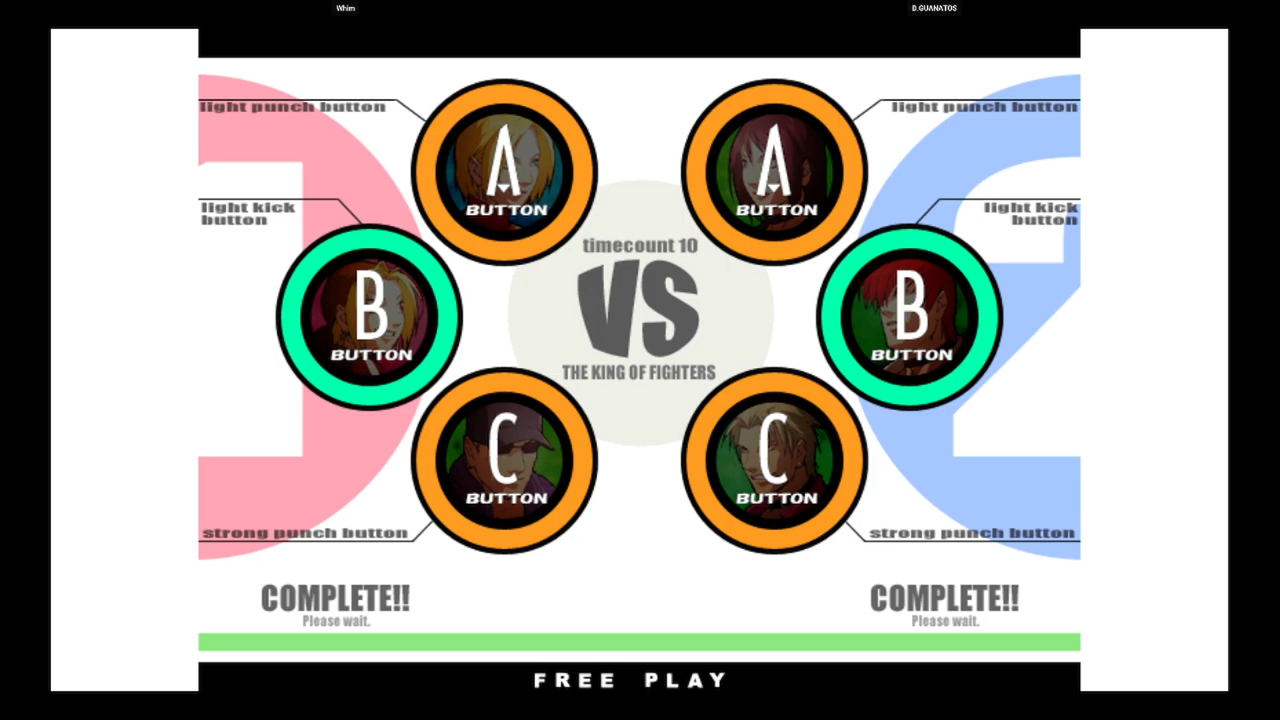 Whim
D.GUANATOS
light punch button
light punch button
A
BUTTON
A
BUTTON
1
2
light kick
button
light kick
button
timecount 10
VS
THE KING OF FIGHTERS
B
BUTTON
B
BUTTON
C
BUTTON
C
BUTTON
strong punch button
strong punch button
COMPLETE!!
Please wait.
COMPLETE!!
Please wait.
FREE PLAY